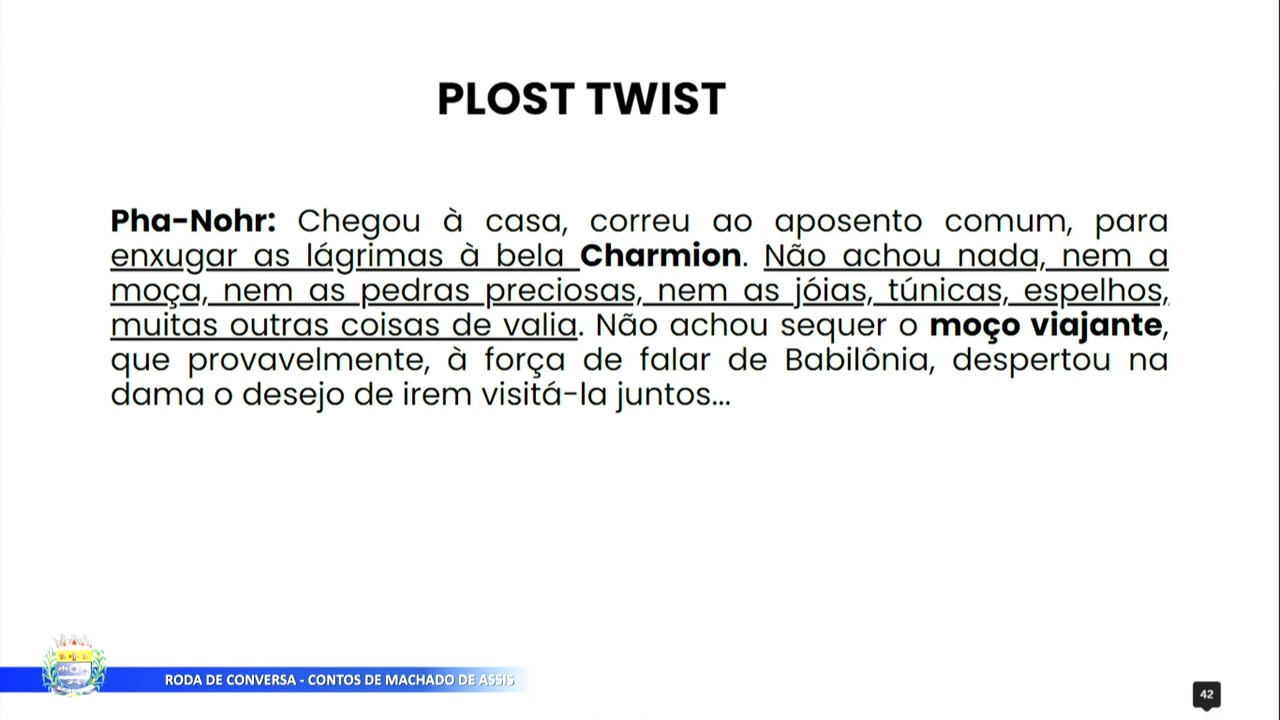 PLOST TWIST
Pha-Nohr: Chegou à casa, correu ao aposento comum, para
enxugar as lágrimas à bela Charmion. Não achou nada, nem a
moça, nem as pedras preciosas, nem as jóias, túnicas, espelhos,
muitas outras coisas de valia. Não achou sequer o moço viajante,
que provavelmente, à força de falar de Babilônia, despertou na
dama o desejo de irem visitá-la juntos...
RODA DE CONVERSA - CONTOS DE MACHADO DE ASSIS
42